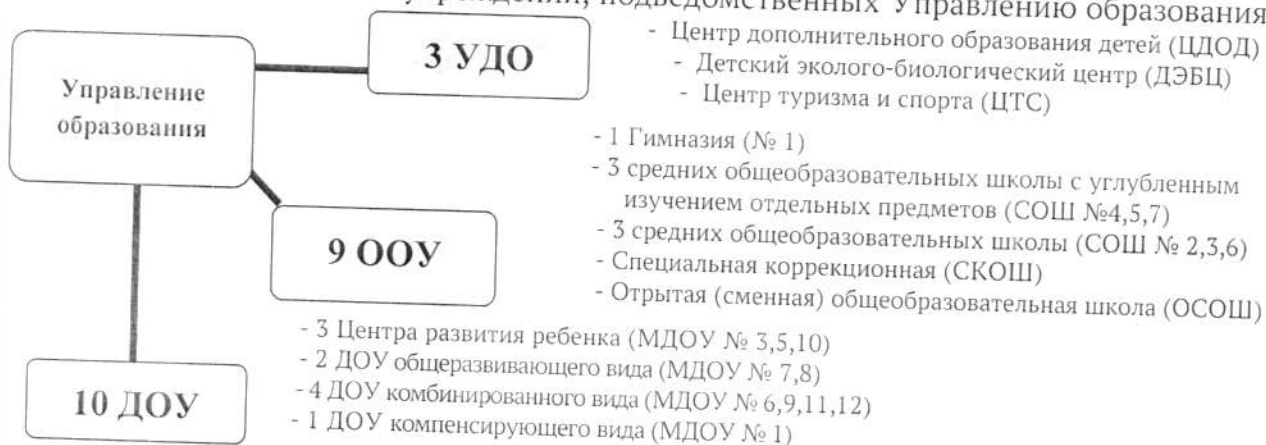 учреждений, подведомственных Управлению образования
Управление
образования
3 УДО
- Центр дополнительного образования детей (ЦДОД)
- Детский эколого-биологический центр (ДЭБЦ)
- Центр туризма и спорта (ЦТС)
9 ООУ
- 1 Гимназия (№ 1)
- 3 средних общеобразовательных школы с углубленным
изучением отдельных предметов (СОШ №4,5,7)
- 3 средних общеобразовательных школы (СОШ № 2,3,6)
- Специальная коррекционная (СКОШ)
- Отрытая (сменная) общеобразовательная школа (ОСОШ)
10 ДОУ
- 3 Центра развития ребенка (МДОУ № 3,5,10)
- 2 ДОУ общеразвивающего вида (МДОУ № 7,8)
- 4 ДОУ комбинированного вида (МДОУ № 6,9,11,12)
- 1 ДОУ компенсирующего вида (МДОУ № 1)